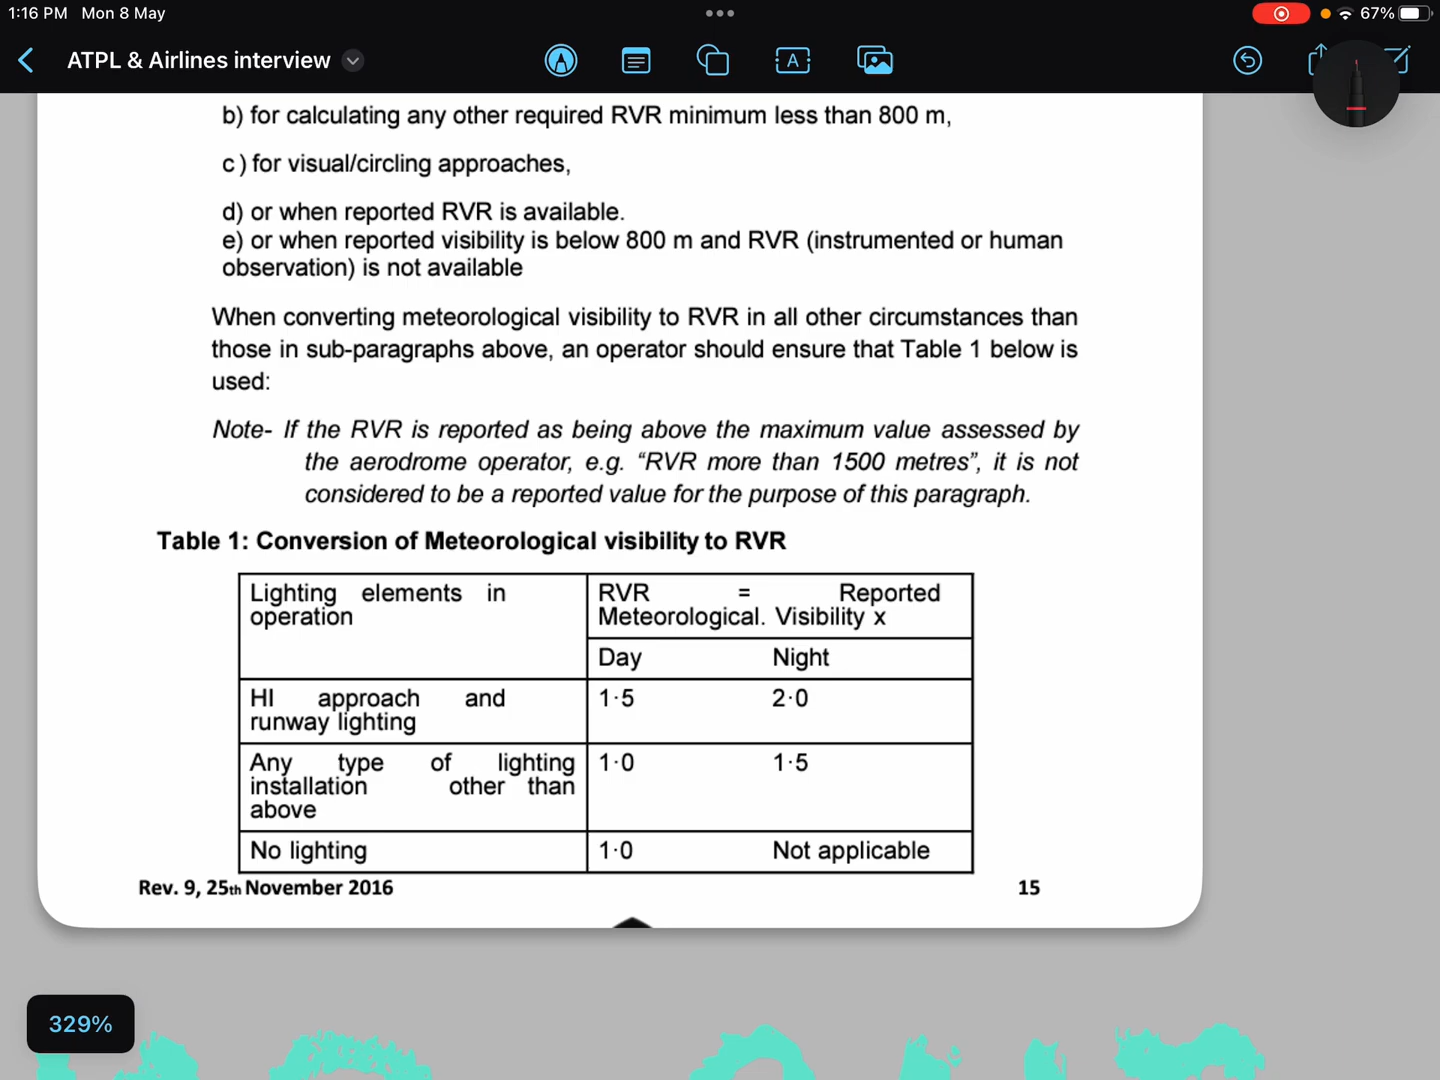 1:16 PM Mon 8 May
67%
ATPL & Airlines interview
b) for calculating any other required RVR minimum less than 800 m,
c) for visual/circling approaches,
d) or when reported RVR is available.
e) or when reported visibility is below 800 m and RVR (instrumented or human
observation) is not available
When converting meteorological visibility to RVR in all other circumstances than
those in sub-paragraphs above, an operator should ensure that Table 1 below is
used:
Note- If the RVR is reported as being above the maximum value assessed by
the aerodrome operator, e.g. “RVR more than 1500 metres”, it is not
considered to be a reported value for the purpose of this paragraph.
Table 1: Conversion of Meteorological visibility to RVR
Lighting elements in
operation
RVR = Reported
Meteorological. Visibility x
Day Night
HI approach and
runway lighting
1·5 2·0
Any type of lighting
installation other than
above
1·0 1·5
No lighting
1·0 Not applicable
Rev. 9, 25th November 2016 15
329%